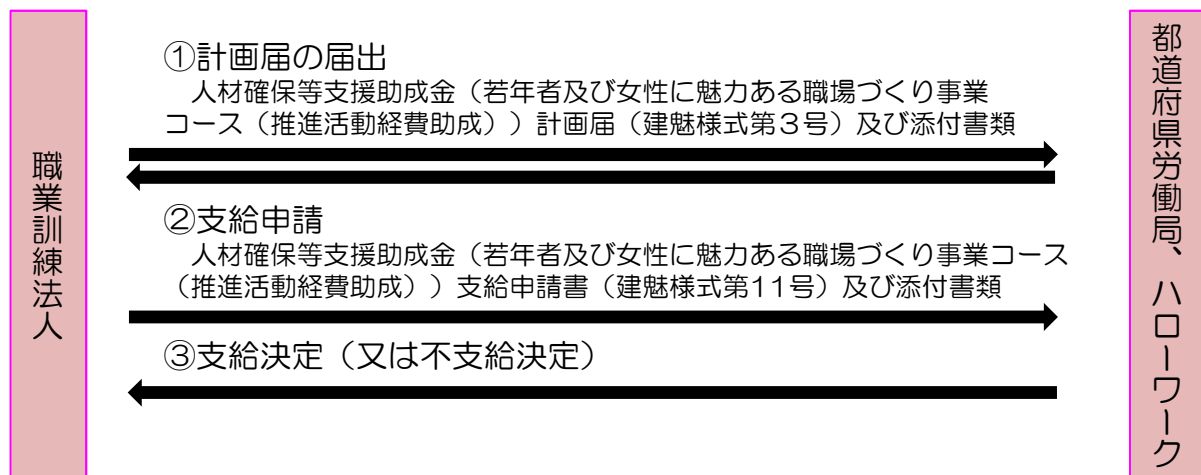 職業訓練法人
①計画届の届出
人材確保等支援助成金（若年者及び女性に魅力ある職場づくり事業
コース（推進活動経費助成））計画届（建魅様式第３号）及び添付書類
②支給申請
人材確保等支援助成金（若年者及び女性に魅力ある職場づくり事業コース
（推進活動経費助成））支給申請書（建魅様式第11号）及び添付書類
③支給決定（又は不支給決定）
都道府県労働局、ハローワーク